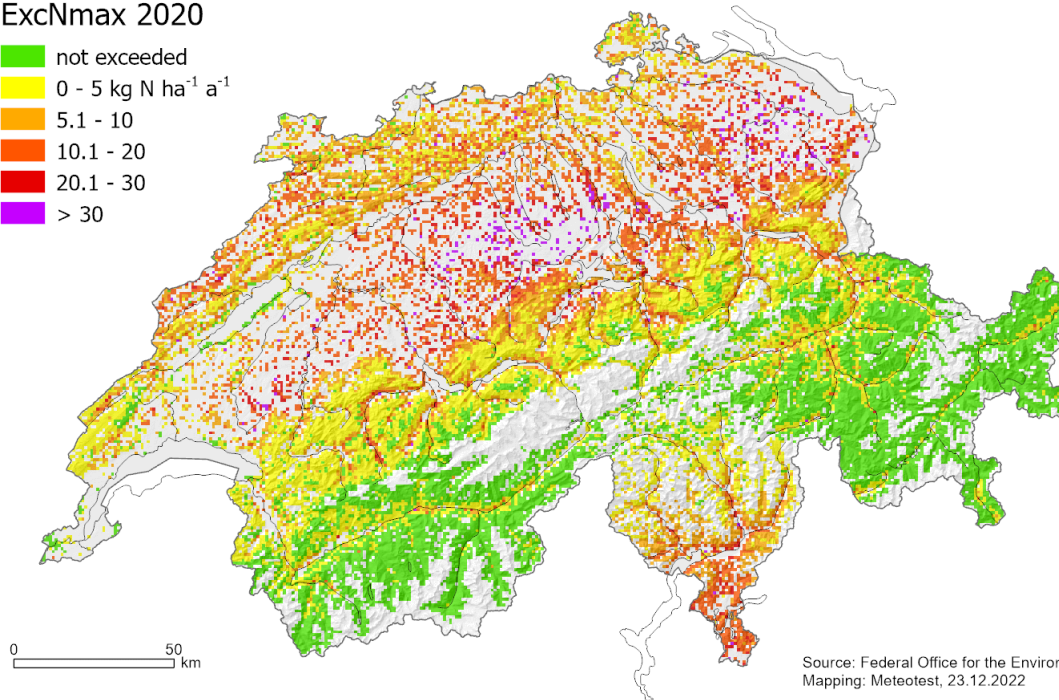 ExcNmax 2020
not exceeded
0 - 5 kg N ha⁻¹ a⁻¹
5.1 - 10
10.1 - 20
20.1 - 30
> 30
0 50
km
Source: Federal Office for the Environ
Mapping: Meteotest, 23.12.2022